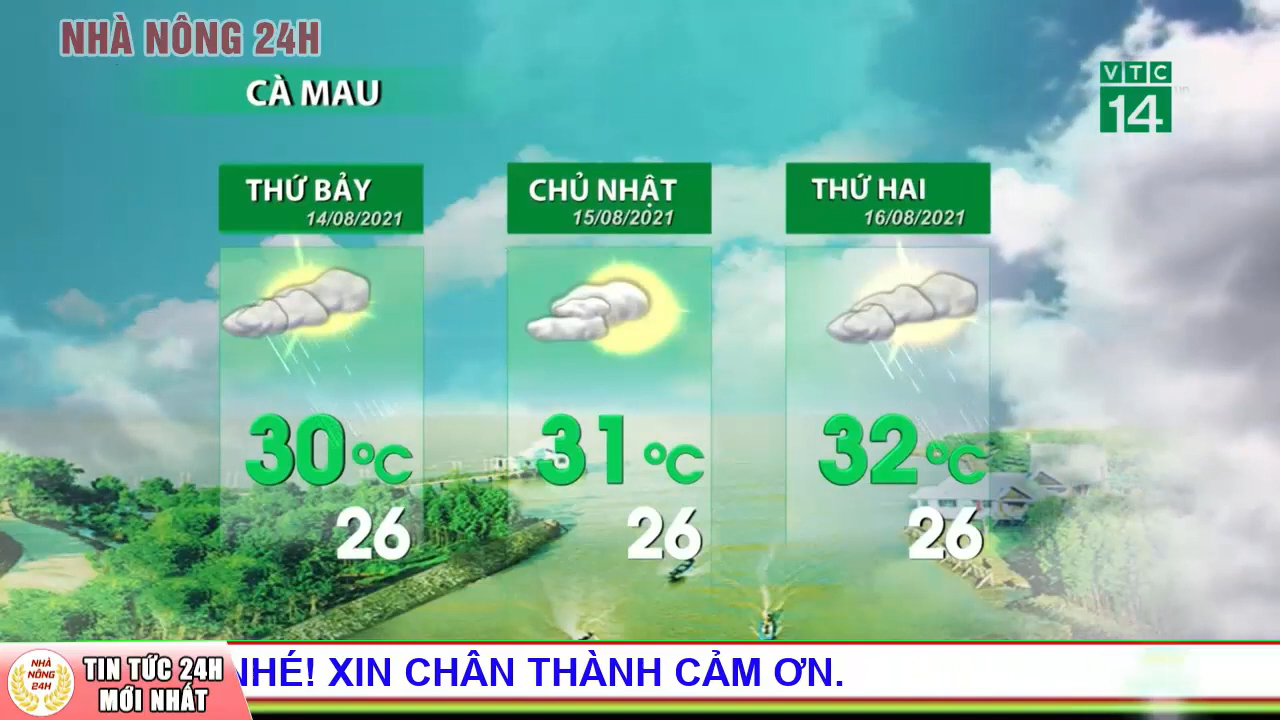 NHÀ NÔNG 24H
CÀ MAU
VTC
14
THỨ BẢY
14/08/2021
CHỦ NHẬT
15/08/2021
THỨ HAI
16/08/2021
30°C
31°C
32°C
26
26
26
NHÀ
NÔNG
24H
TIN TỨC 24H
MỚI NHẤT
NHÉ! XIN CHÂN THÀNH CẢM ƠN.